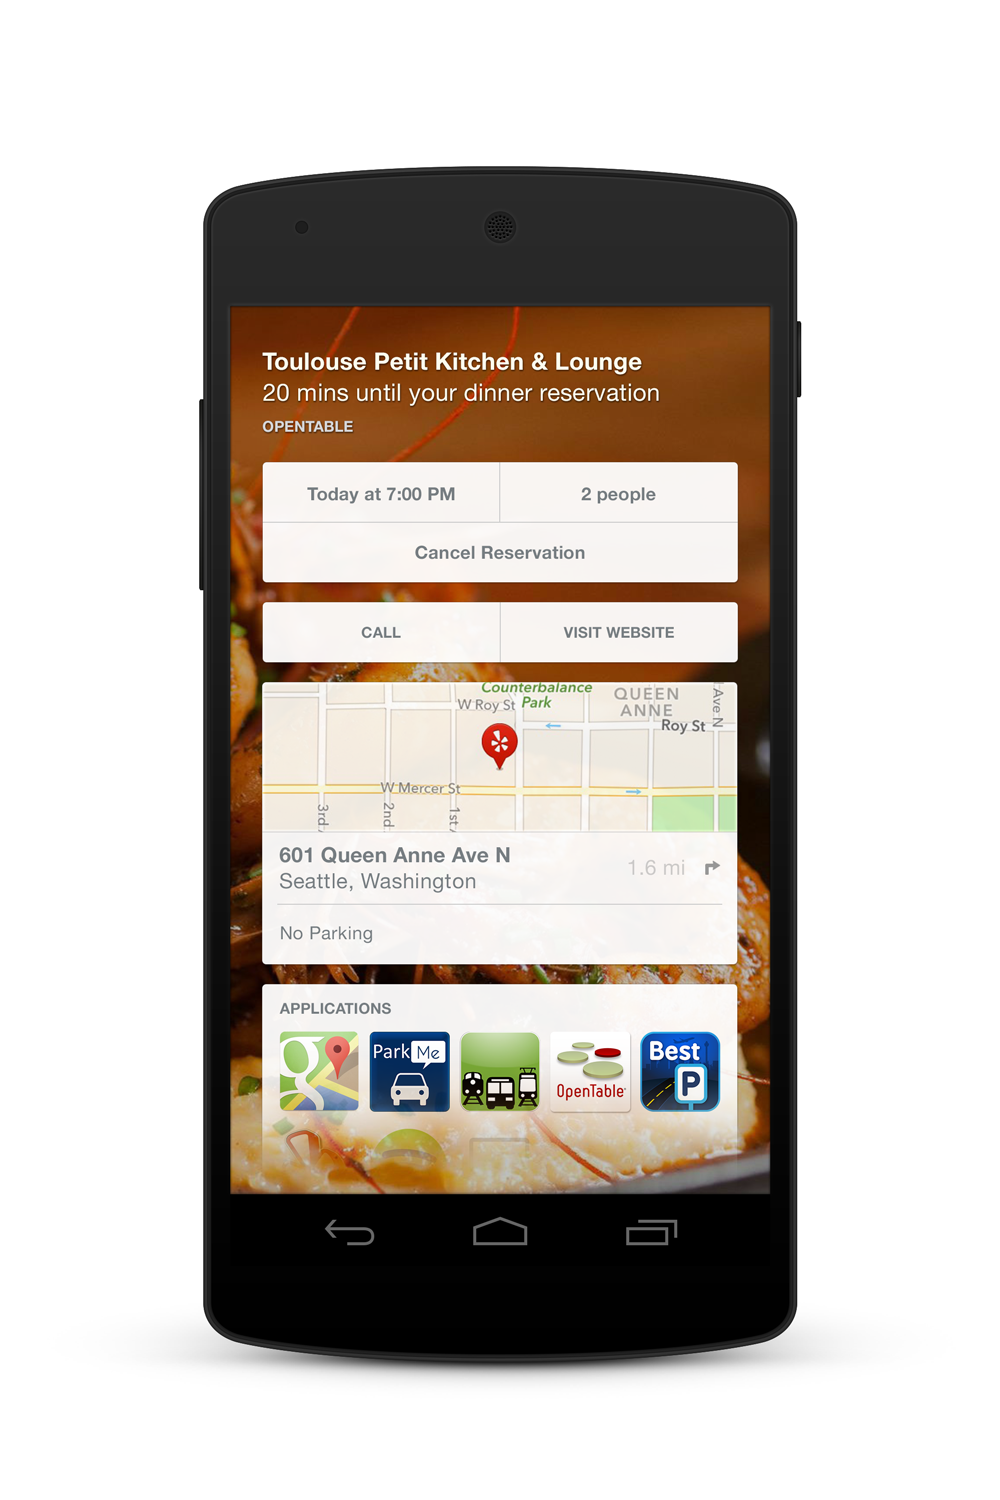 Toulouse Petit Kitchen & Lounge
20 mins until your dinner reservation
OPENTABLE
Today at 7:00 PM
2 people
Cancel Reservation
CALL
VISIT WEBSITE
Counterbalance
Park
W Roy St
QUEEN
ANNE
Ave N
Roy St
W Mercer St
3rd
2nd
1st
601 Queen Anne Ave N
Seattle, Washington
1.6 mi
No Parking
APPLICATIONS
ParkMe
OpenTable
Best
P